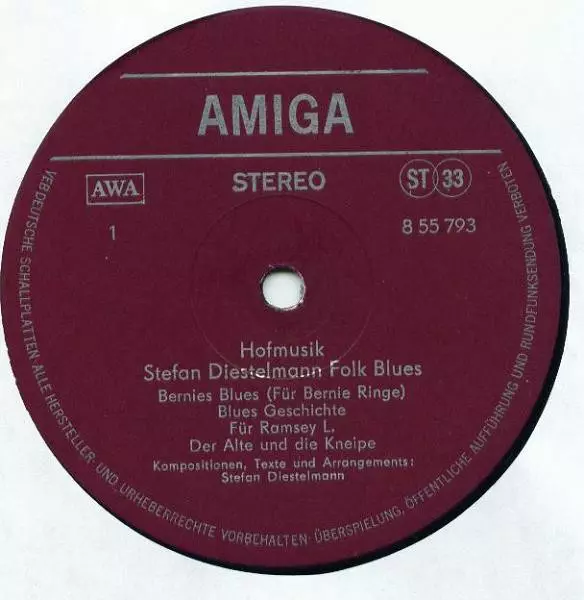 AMIGA
AWA
STEREO
ST 33
1
8 55 793
Hofmusik
Stefan Diestelmann Folk Blues
Bernies Blues (Für Bernie Ringe)
Blues Geschichte
Für Ramsey L.
Der Alte und die Kneipe
Kompositionen, Texte und Arrangements:
Stefan Diestelmann
VEB DEUTSCHE SCHALLPLATTEN · ALLE HERSTELLER- UND URHEBERRECHTE VORBEHALTEN · ÜBERSPIELUNG, ÖFFENTLICHE AUFFÜHRUNG UND RUNDFUNKSENDUNG VERBOTEN